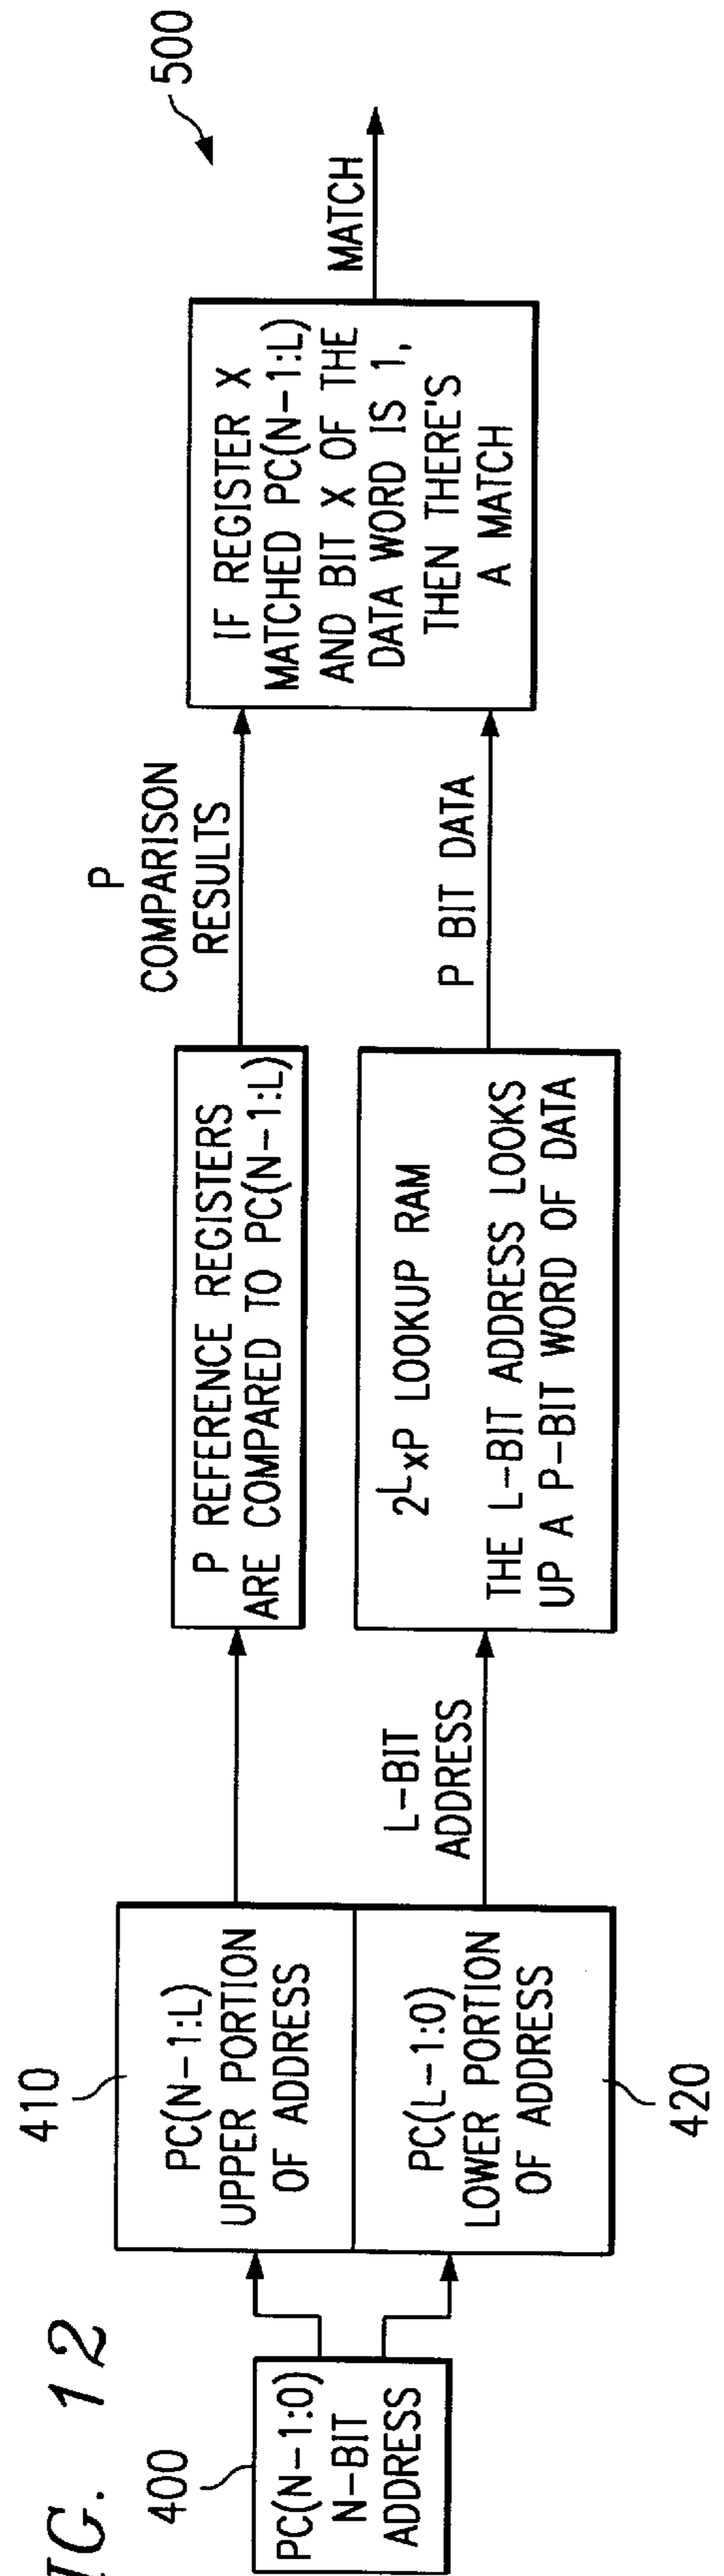 IG. 12
400
PC(N-1:0)
N-BIT
ADDRESS
410
PC(N-1:L)
UPPER PORTION
OF ADDRESS
PC(L-1:0)
LOWER PORTION
OF ADDRESS
420
L-BIT
ADDRESS
P REFERENCE REGISTERS
ARE COMPARED TO PC(N-1:L)
2^L xP LOOKUP RAM
THE L-BIT ADDRESS LOOKS
UP A P-BIT WORD OF DATA
P
COMPARISON
RESULTS
P BIT DATA
IF REGISTER X
MATCHED PC(N-1:L)
AND BIT X OF THE
DATA WORD IS 1,
THEN THERE'S
A MATCH
MATCH
500